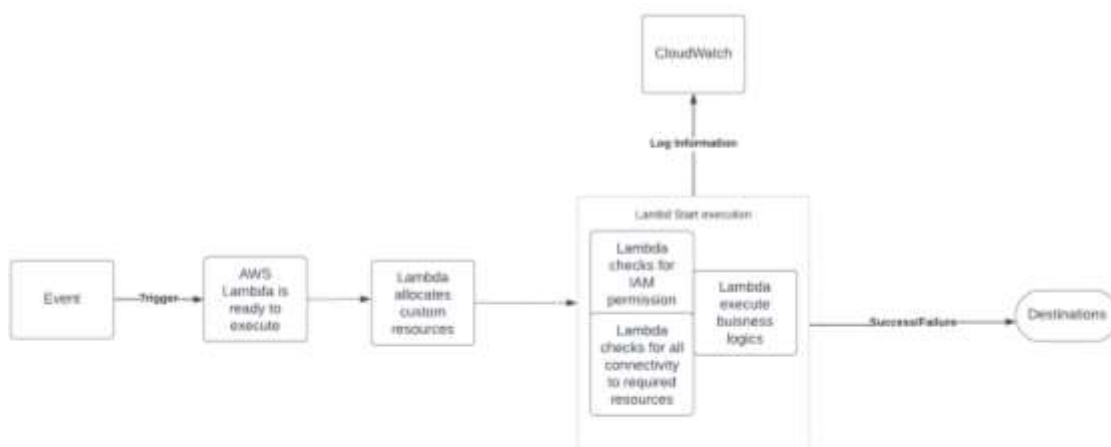 CloudWatch
Log Information
Lambd Start execution
Event
Trigger
AWS
Lambda is
ready to
execute
Lambda
allocates
custom
resources
Lambda
checks for
IAM
permission
Lambda
checks for all
connectivity
to required
resources
Lambda
execute
buisness
logics
Success/Failure
Destinations